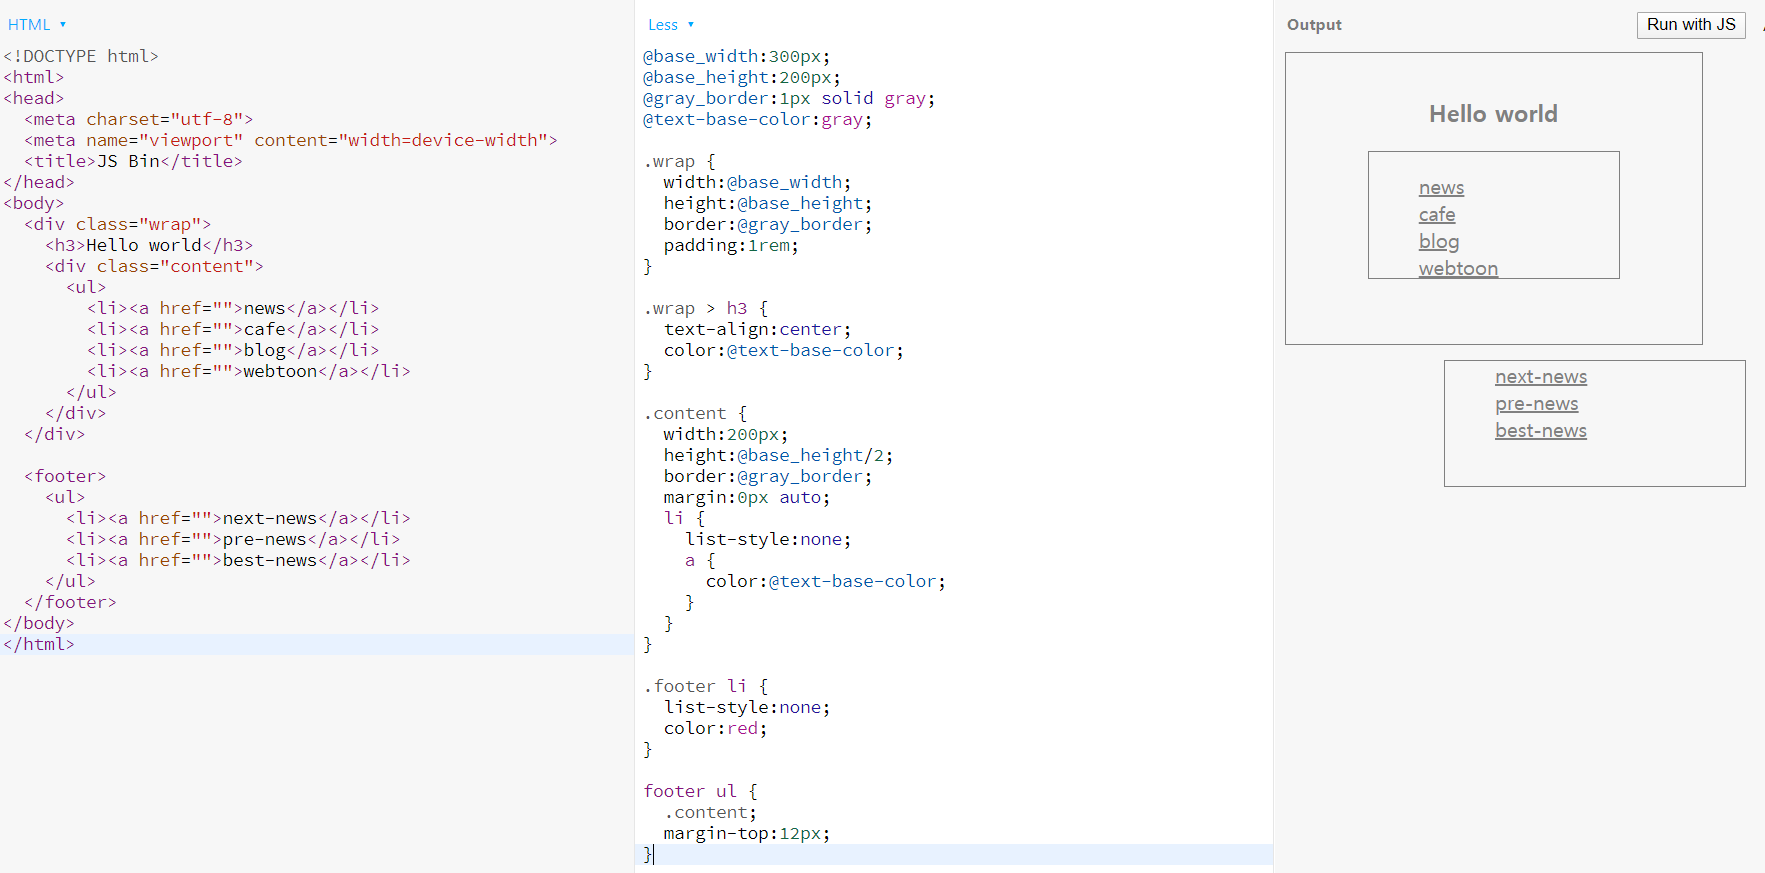 HTML ▾
<!DOCTYPE html>
<html>
<head>
  <meta charset="utf-8">
  <meta name="viewport" content="width=device-width">
  <title>JS Bin</title>
</head>
<body>
  <div class="wrap">
    <h3>Hello world</h3>
    <div class="content">
      <ul>
        <li><a href="">news</a></li>
        <li><a href="">cafe</a></li>
        <li><a href="">blog</a></li>
        <li><a href="">webtoon</a></li>
      </ul>
    </div>
  </div>

  <footer>
    <ul>
      <li><a href="">next-news</a></li>
      <li><a href="">pre-news</a></li>
      <li><a href="">best-news</a></li>
    </ul>
  </footer>
</body>
</html>
Less ▾
@base_width:300px;
@base_height:200px;
@gray_border:1px solid gray;
@text-base-color:gray;

.wrap {
  width:@base_width;
  height:@base_height;
  border:@gray_border;
  padding:1rem;
}

.wrap > h3 {
  text-align:center;
  color:@text-base-color;
}

.content {
  width:200px;
  height:@base_height/2;
  border:@gray_border;
  margin:0px auto;
  li {
    list-style:none;
    a {
      color:@text-base-color;
    }
  }
}

.footer li {
  list-style:none;
  color:red;
}

footer ul {
  .content;
  margin-top:12px;
}
Output
Run with JS
Hello world
news
cafe
blog
webtoon
next-news
pre-news
best-news